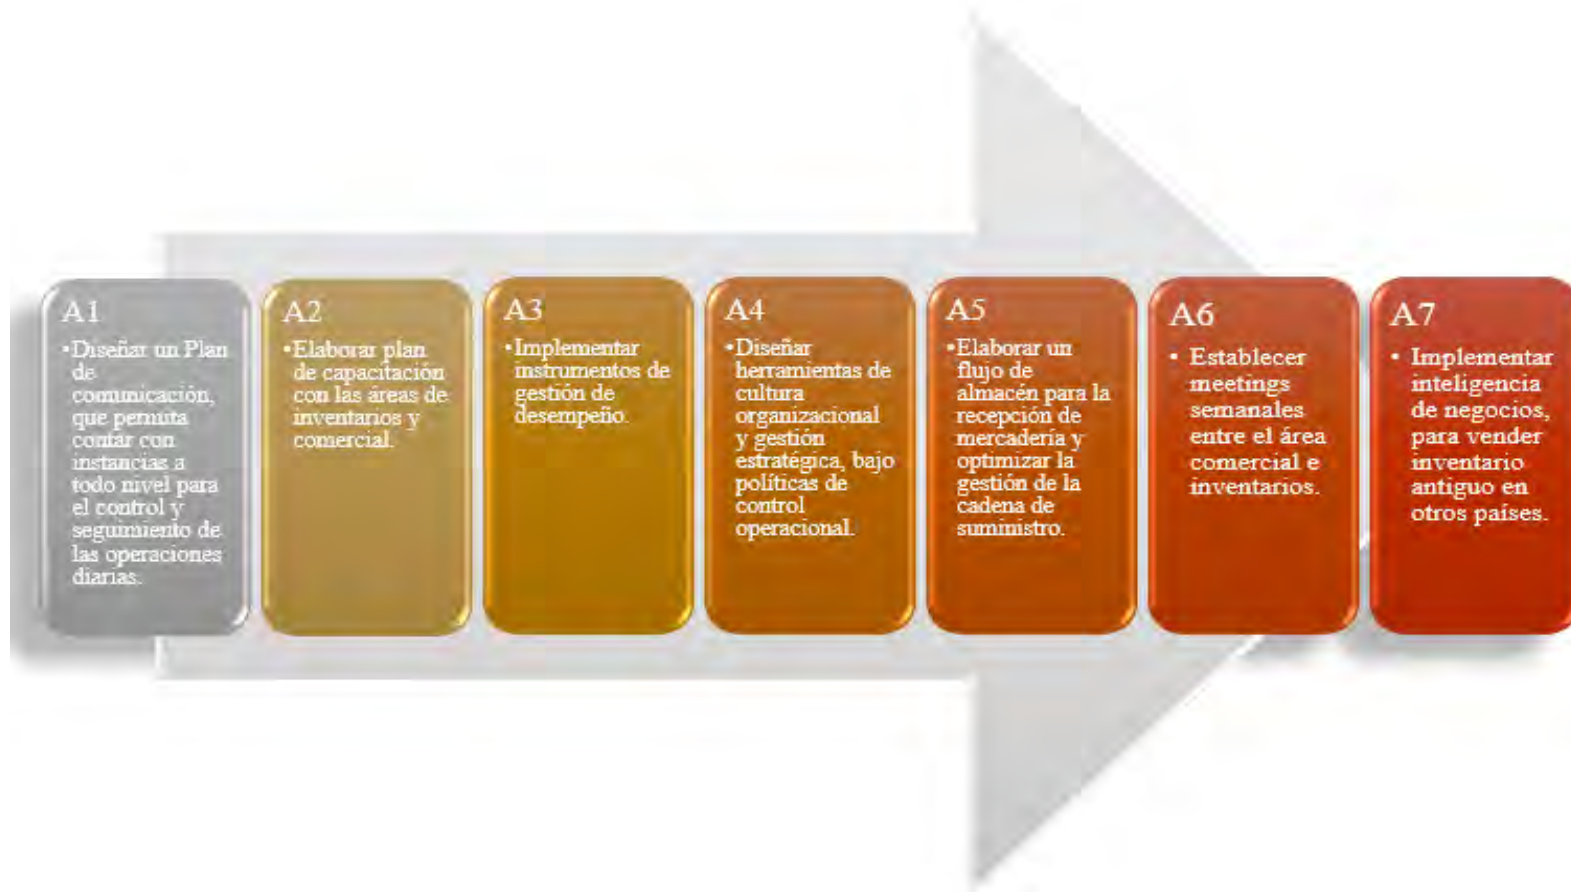 A1
•Diseñar un Plan
de
comunicación,
que permita
contar con
instancias a
todo nivel para
el control y
seguimiento de
las operaciones
diarias.
A2
•Elaborar plan
de capacitación
con las áreas de
inventarios y
comercial.
A3
•Implementar
instrumentos de
gestión de
desempeño.
A4
•Diseñar
herramientas de
cultura
organizacional
y gestión
estratégica, bajo
políticas de
control
operacional.
A5
•Elaborar un
flujo de
almacén para la
recepción de
mercadería y
optimizar la
gestión de la
cadena de
suministro.
A6
• Establecer
meetings
semanales
entre el área
comercial e
inventarios.
A7
• Implementar
inteligencia
de negocios,
para vender
inventario
antiguo en
otros países.